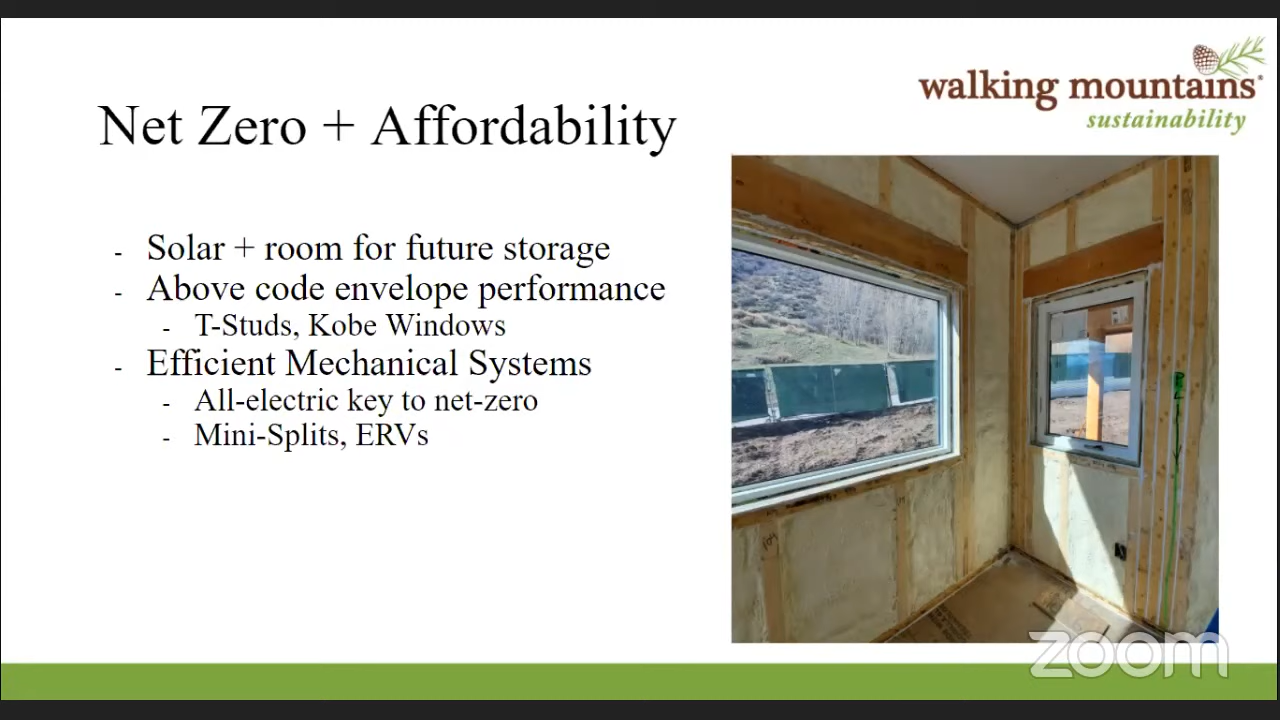 walking mountains®
sustainability
Net Zero + Affordability
- Solar + room for future storage
- Above code envelope performance
- T-Studs, Kobe Windows
- Efficient Mechanical Systems
- All-electric key to net-zero
- Mini-Splits, ERVs
zoom